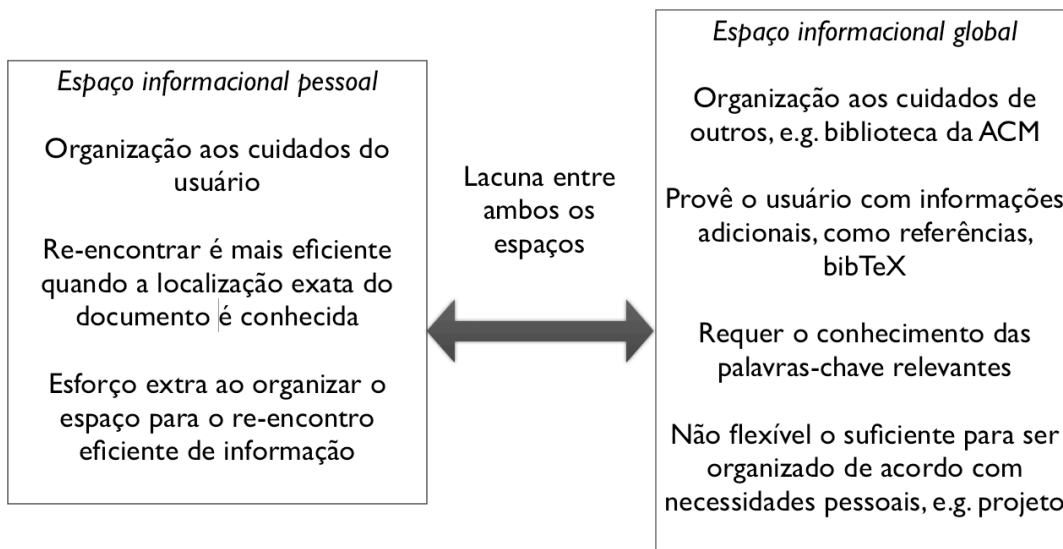 Espaço informacional pessoal
Organização aos cuidados do
usuário
Re-encontrar é mais eficiente
quando a localização exata do
documento é conhecida
Esforço extra ao organizar o
espaço para o re-encontro
eficiente de informação
Lacuna entre
ambos os
espaços
Espaço informacional global
Organização aos cuidados de
outros, e.g. biblioteca da ACM
Provê o usuário com informações
adicionais, como referências,
bibTeX
Requer o conhecimento das
palavras-chave relevantes
Não flexível o suficiente para ser
organizado de acordo com
necessidades pessoais, e.g. projeto